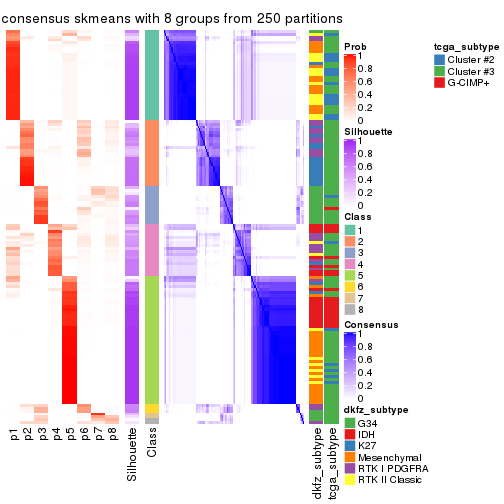 consensus skmeans with 8 groups from 250 partitions
Prob
1
0.8
0.6
0.4
0.2
0
Silhouette
1
0.8
0.6
0.4
0.2
0
Class
1
2
3
4
5
6
7
8
Consensus
1
0.8
0.6
0.4
0.2
0
dkfz_subtype
G34
IDH
K27
Mesenchymal
RTK I PDGFRA
RTK II Classic
tcga_subtype
Cluster #2
Cluster #3
G-CIMP+
p1
p2
p3
p4
p5
p6
p7
p8
Silhouette
Class
dkfz_subtype
tcga_subtype